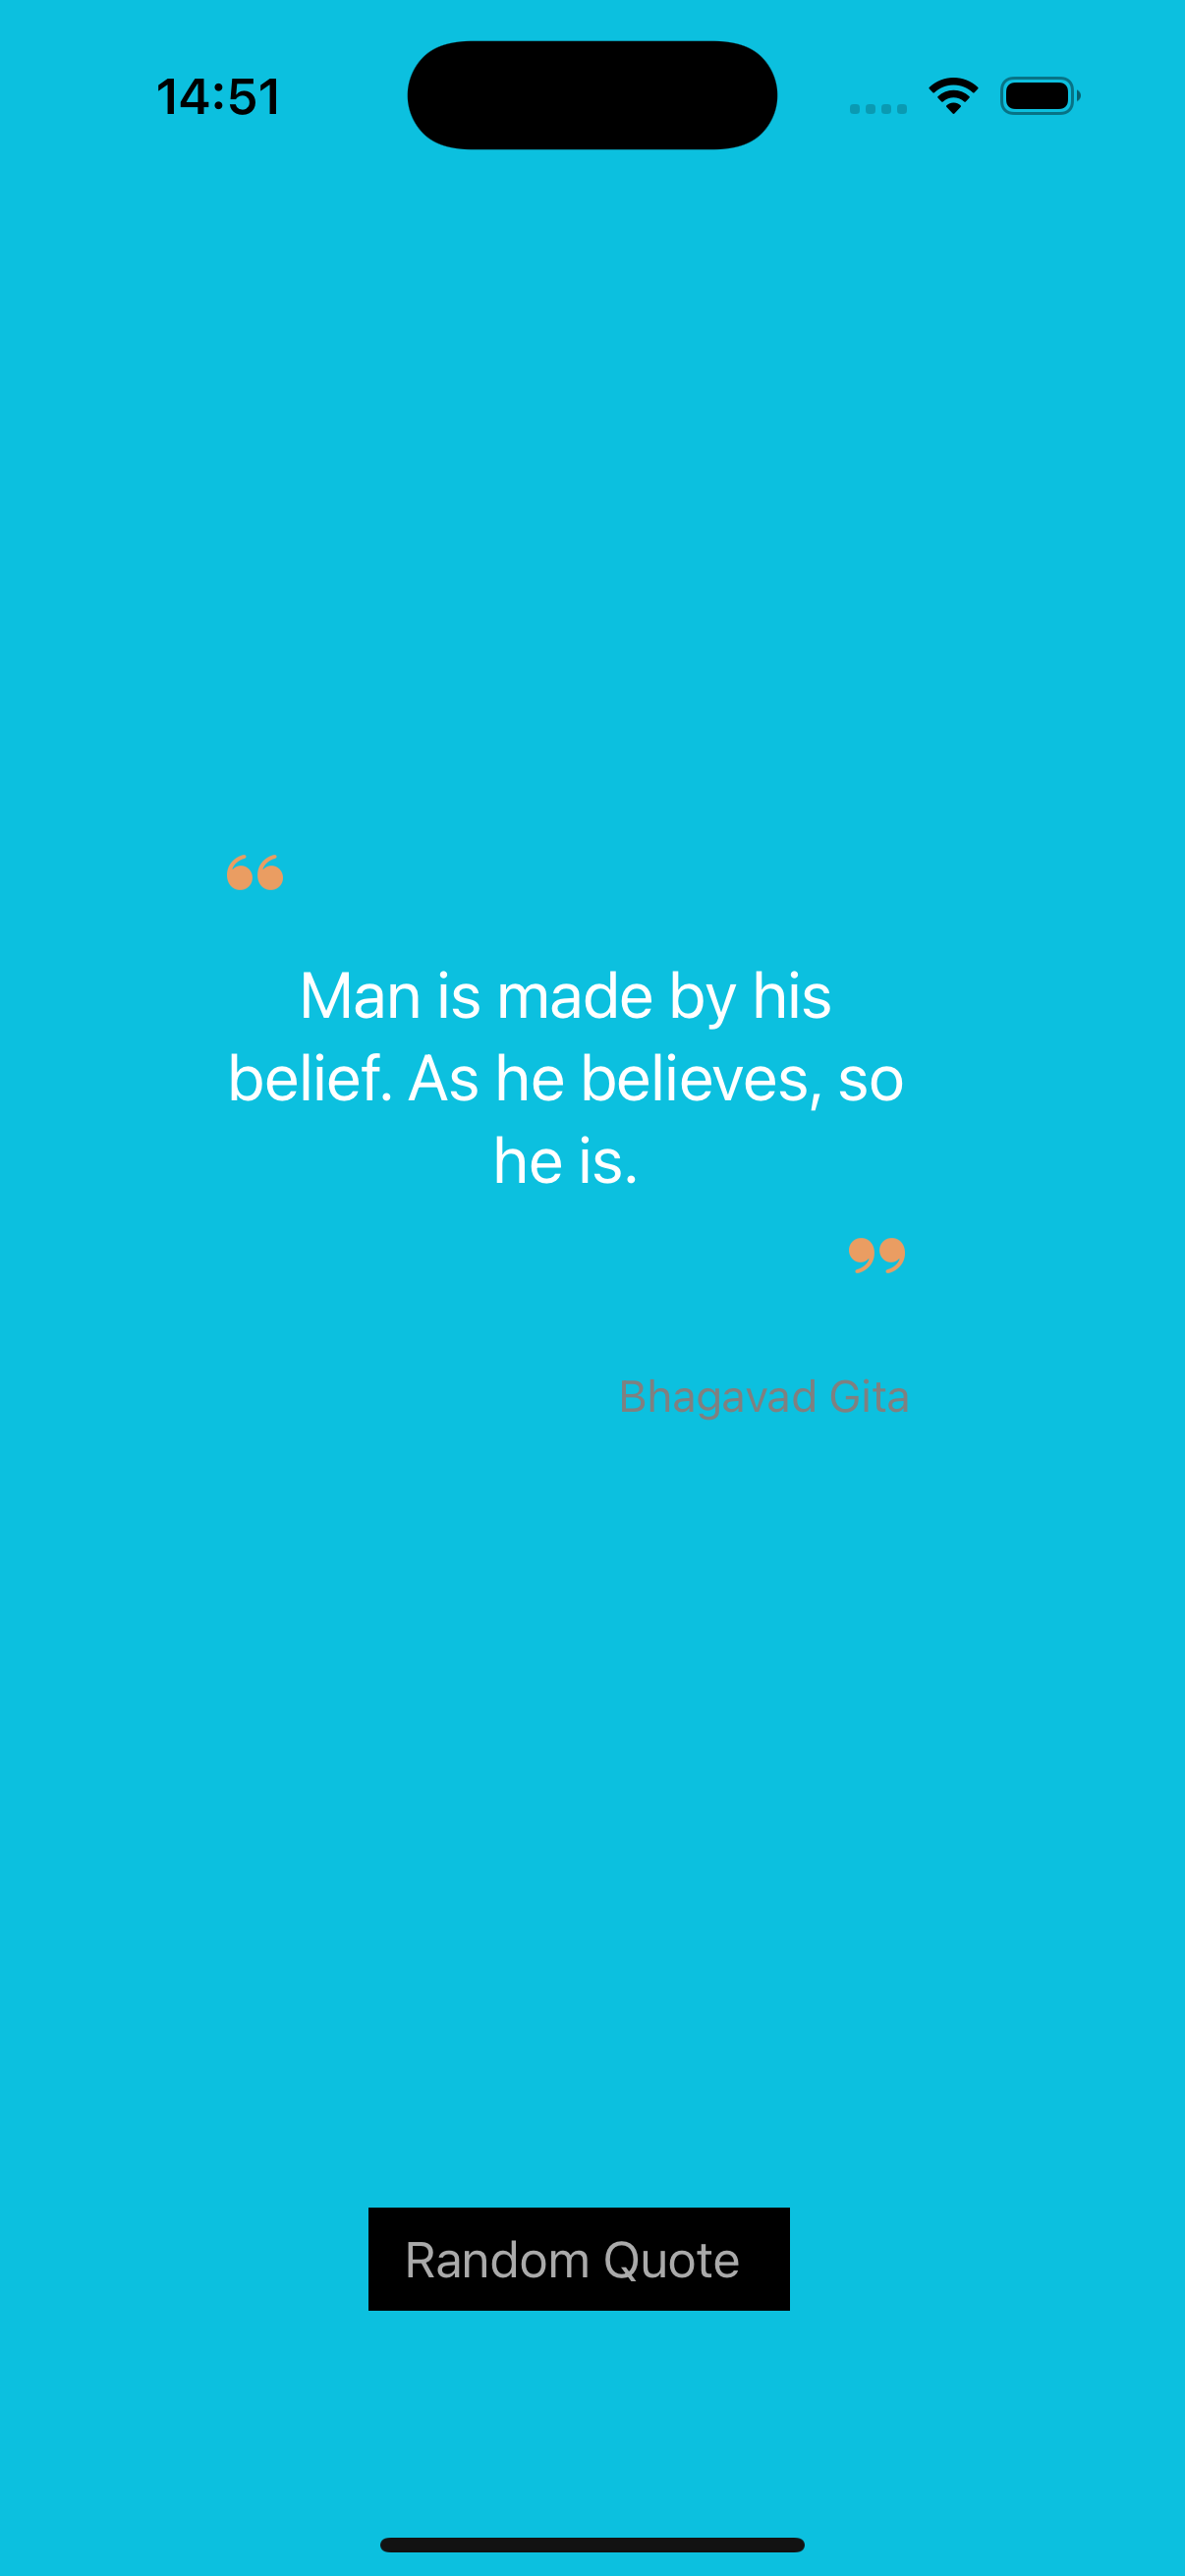 14:51
“
Man is made by his
belief. As he believes, so
he is.
”
Bhagavad Gita
Random Quote